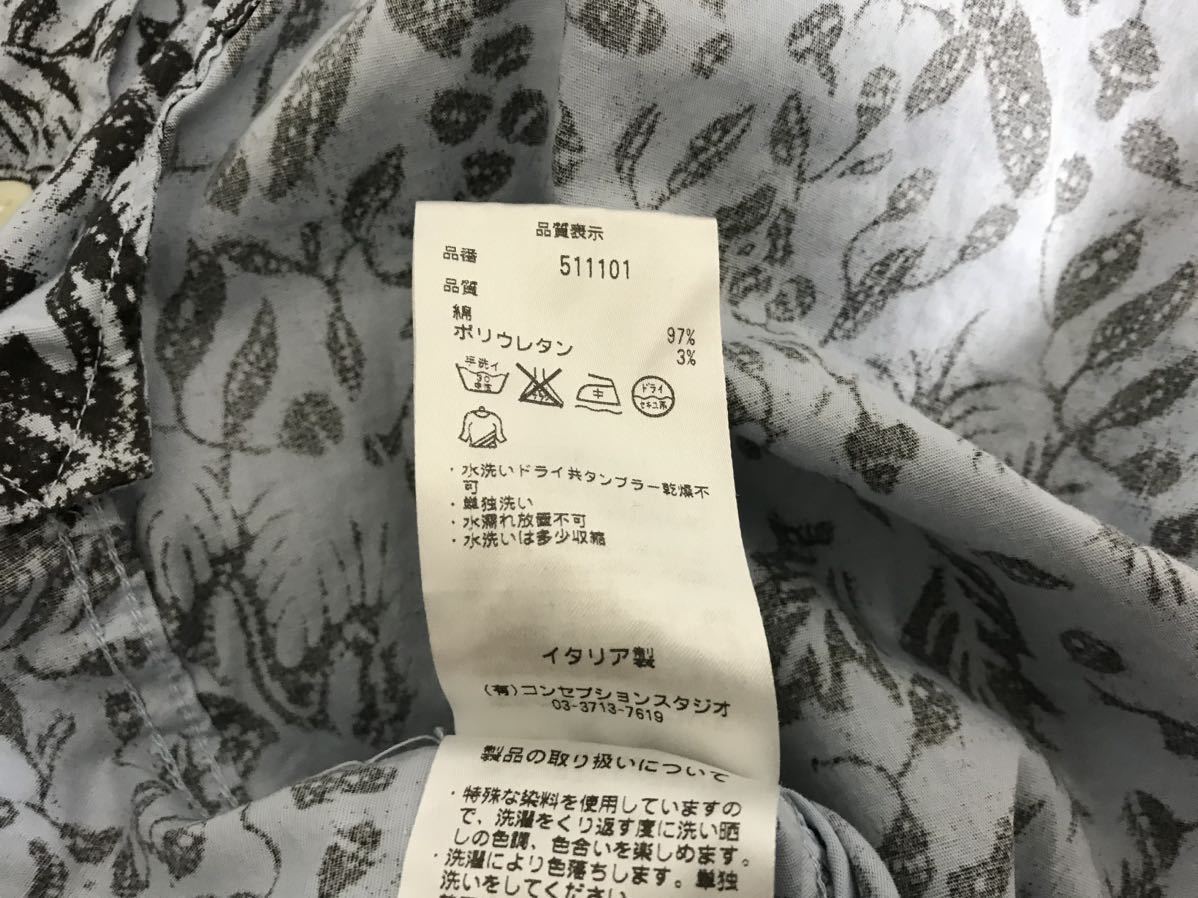 品質表示
品番 511101
品質
綿 97%
ポリウレタン 3%
手洗イ
30
ドライ
セキユ系
・水洗いドライ共タンブラー乾燥不
可
・単独洗い
・水漏れ放置不可
・水洗いは多少収縮
イタリア製
(有)コンセプションスタジオ
03-3713-7619
製品の取り扱いについて
・特殊な染料を使用していますの
で、洗濯をくり返す度に洗い晒
しの色調、色合いを楽しめます。
・洗濯により色落ちします。単独
洗いをしてください